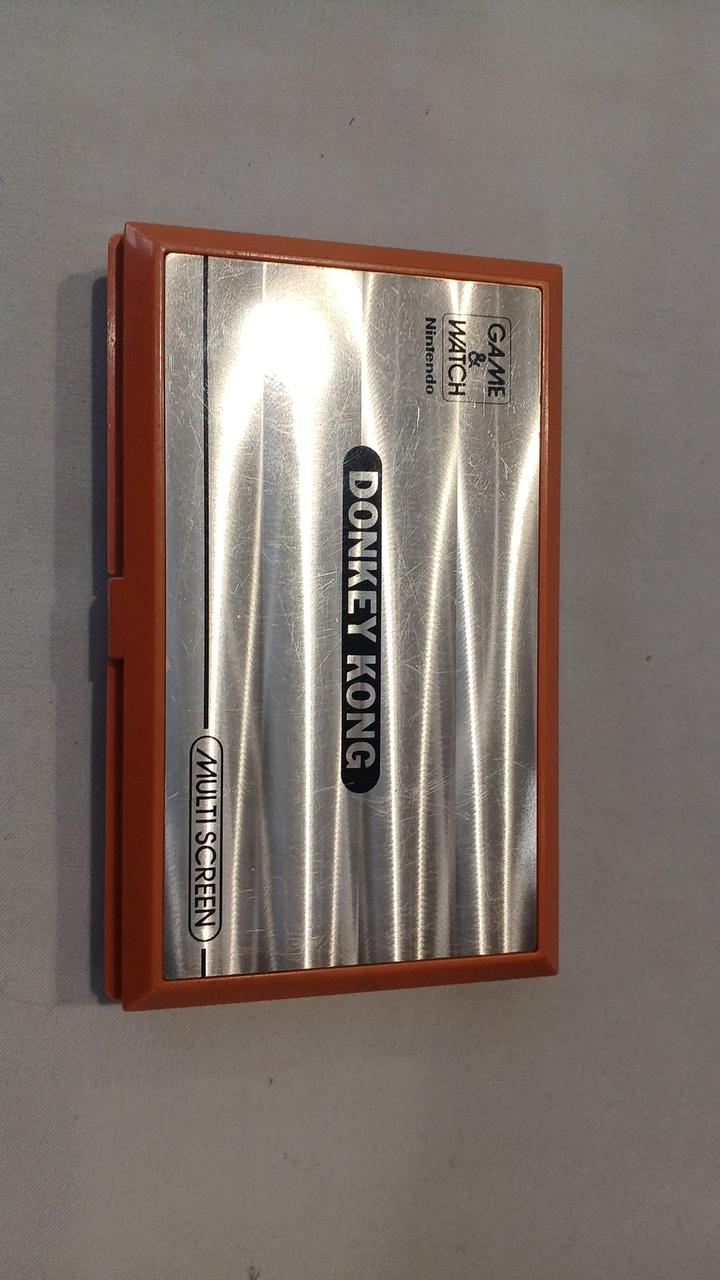 GAME
&
WATCH
Nintendo
DONKEY KONG
MULTI SCREEN